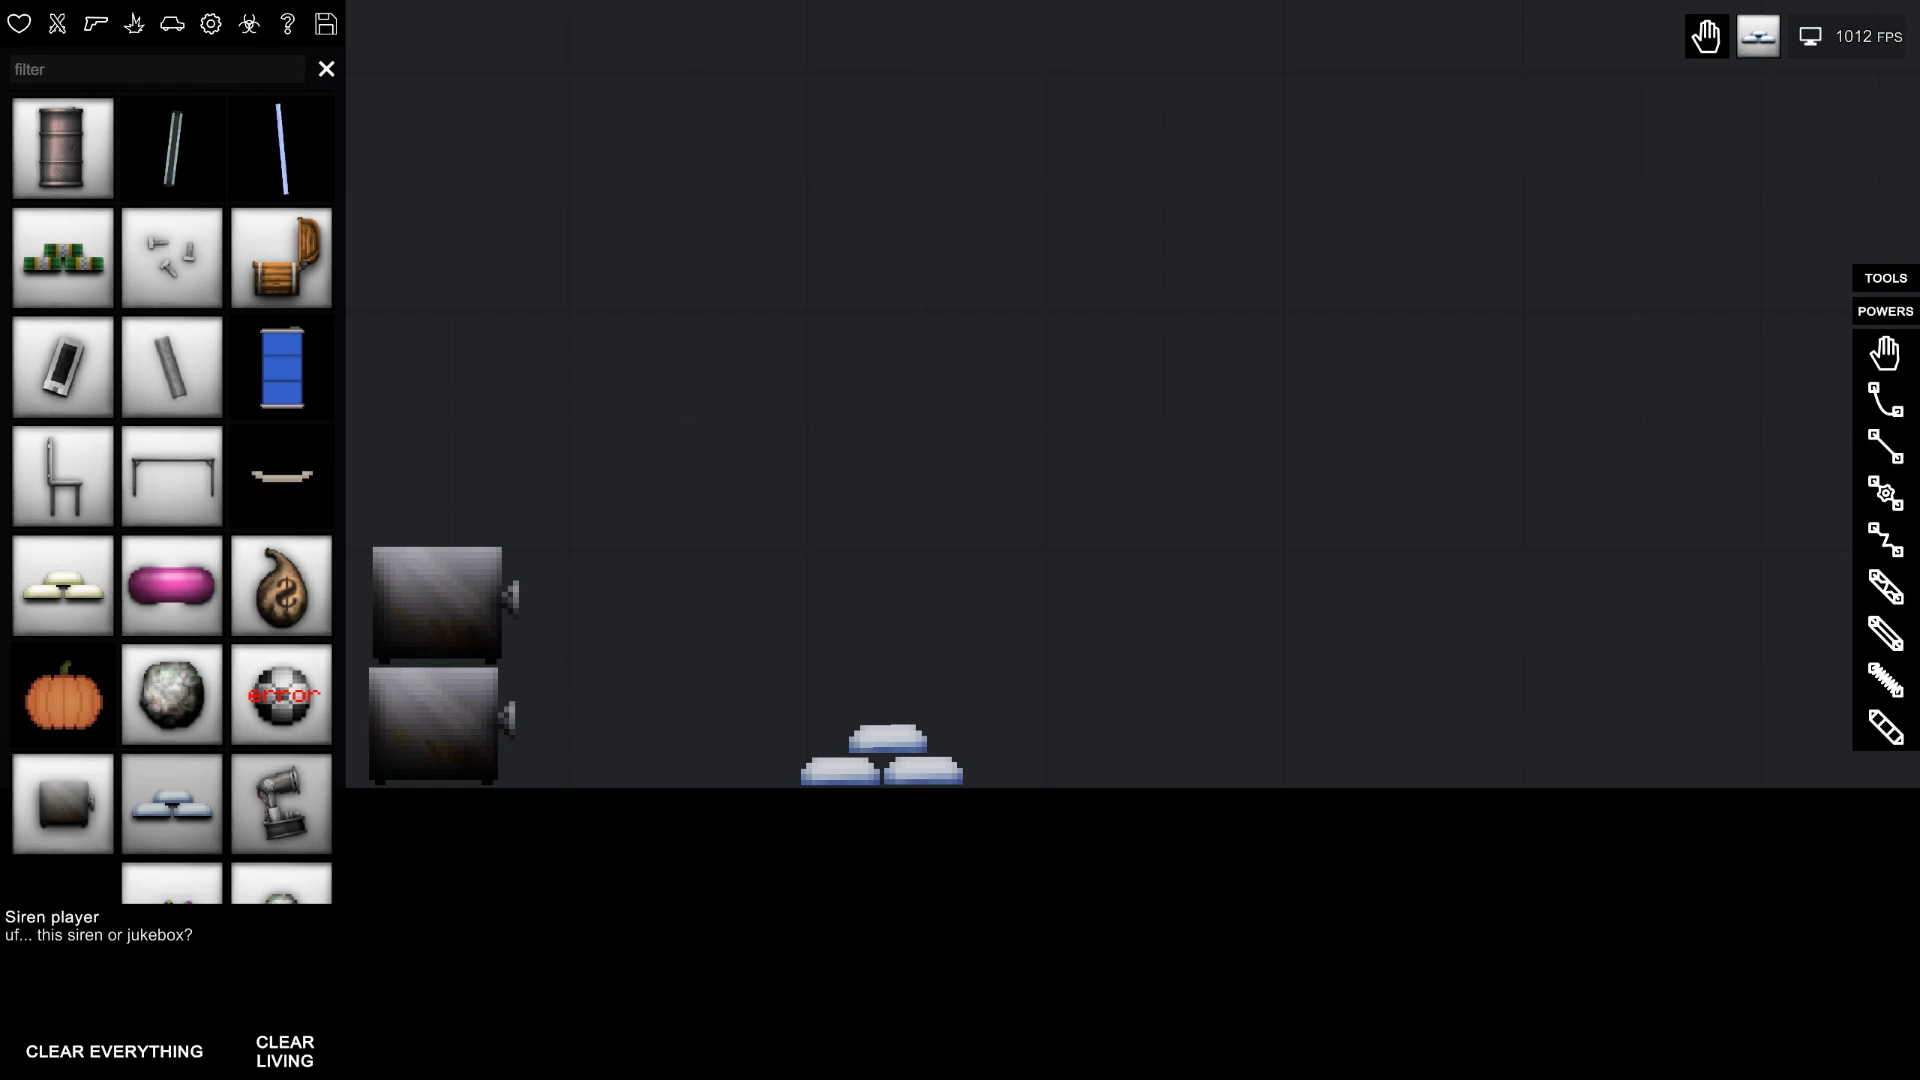 1012 FPS
filter
error
TOOLS
POWERS
Siren player
uf... this siren or jukebox?
CLEAR EVERYTHING
CLEAR
LIVING